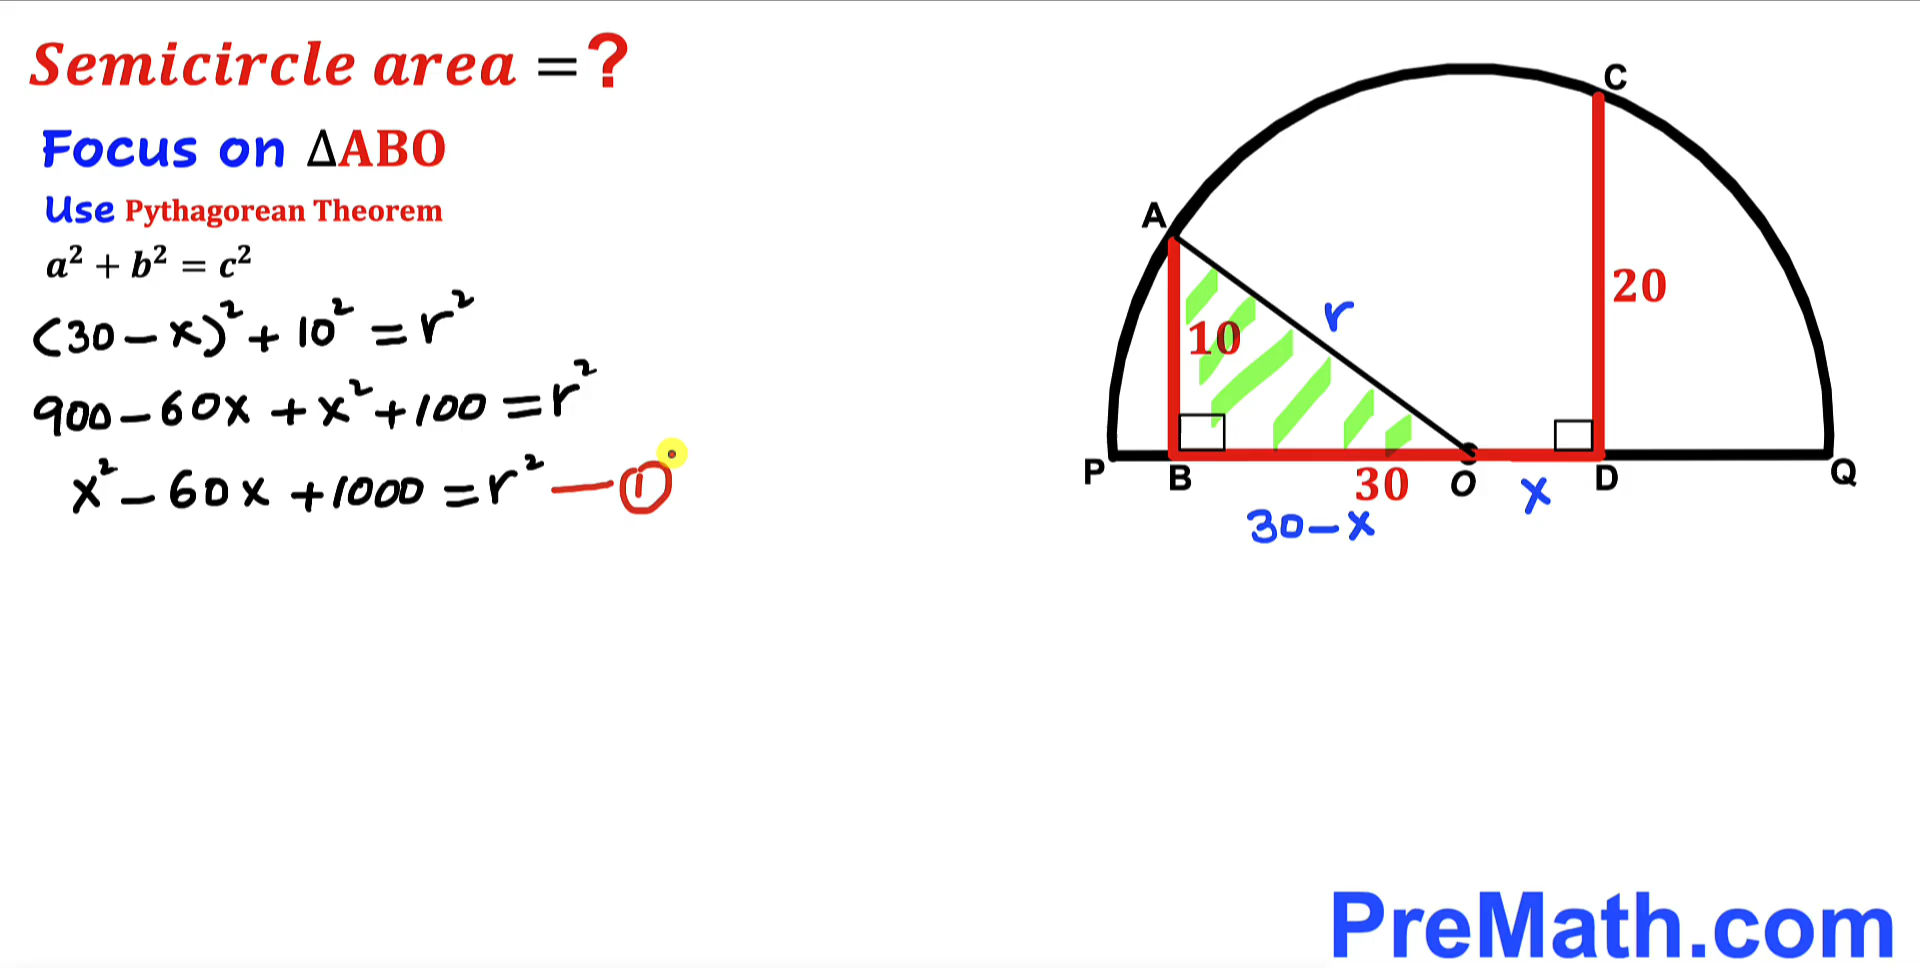 Semicircle area = ?
Focus on ΔABO
Use Pythagorean Theorem
a² + b² = c²
(30 - x)² + 10² = r²
900 - 60x + x² + 100 = r²
x² - 60x + 1000 = r² — ①
C
A
20
r
10
P
B
30
O
x
D
Q
30 - x
PreMath.com